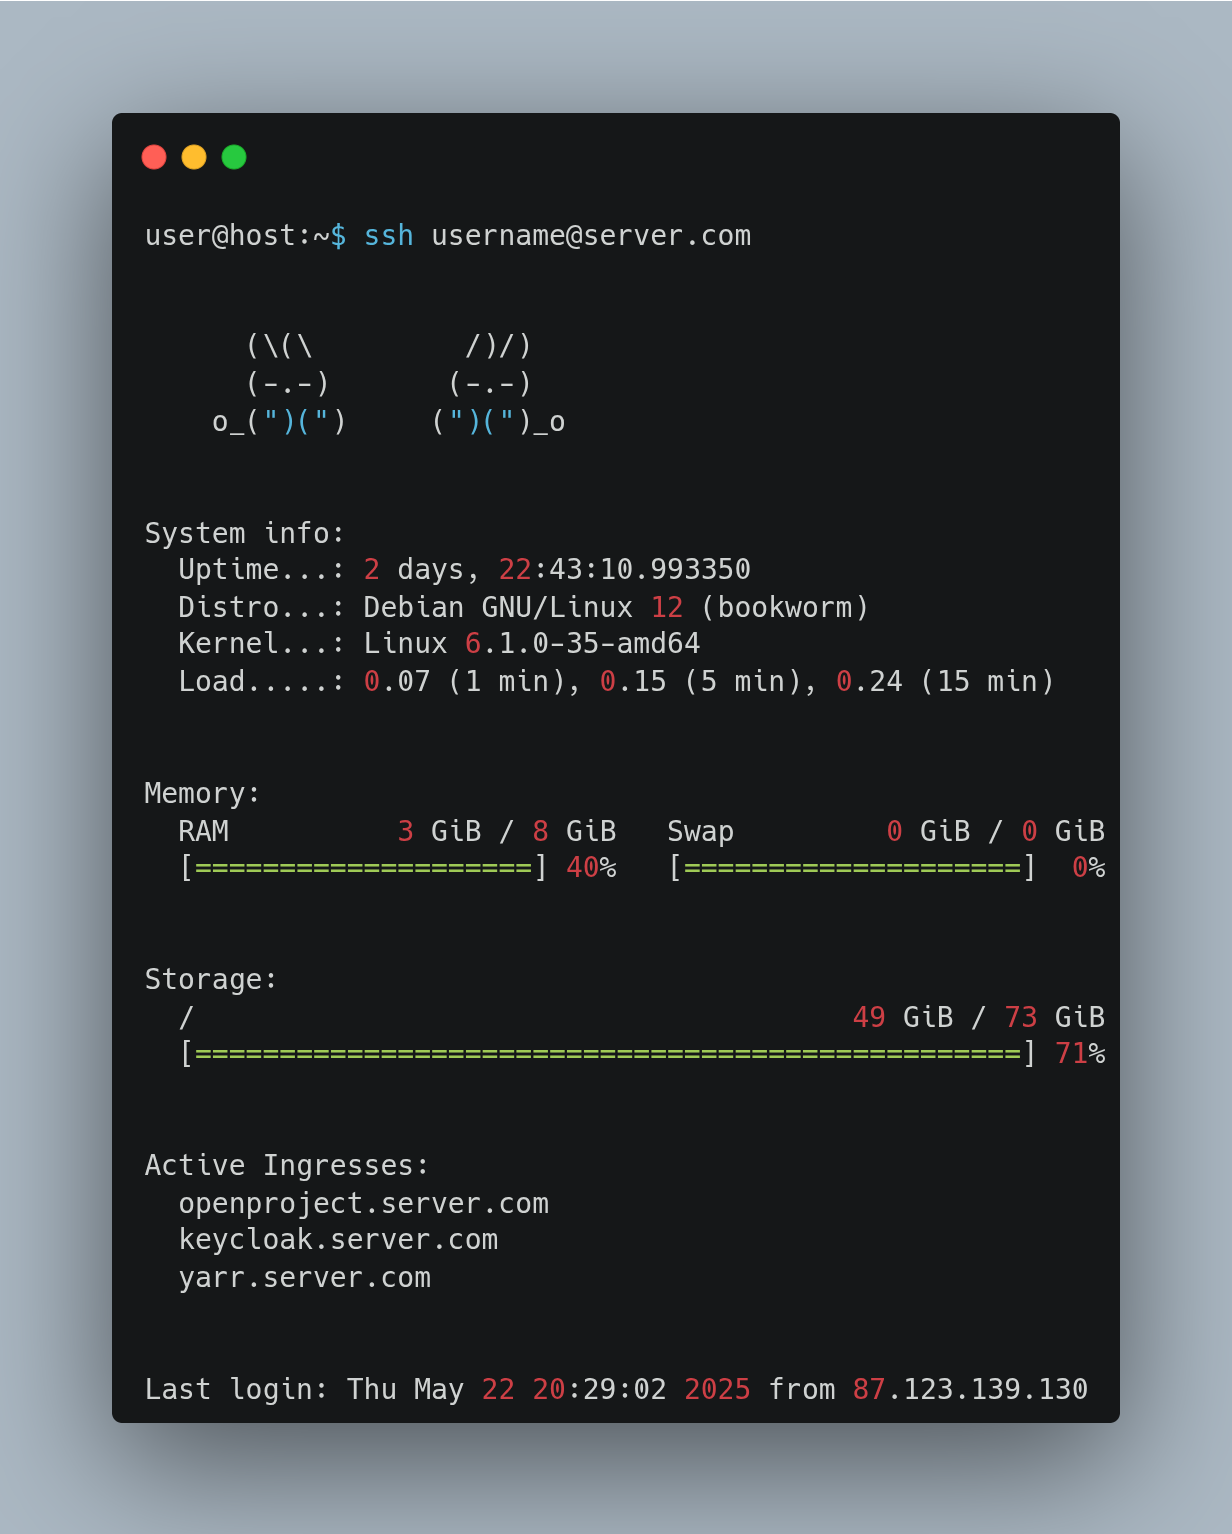 user@host:~$ ssh username@server.com
      (\(\         /)/)
      (-.-)       (-.-)
    o_(")(")     (")(")_o
System info:
  Uptime...: 2 days, 22:43:10.993350
  Distro...: Debian GNU/Linux 12 (bookworm)
  Kernel...: Linux 6.1.0-35-amd64
  Load.....: 0.07 (1 min), 0.15 (5 min), 0.24 (15 min)
Memory:
  RAM          3 GiB / 8 GiB   Swap         0 GiB / 0 GiB
  [====================] 40%   [====================]  0%
Storage:
  /                                       49 GiB / 73 GiB
  [=================================================] 71%
Active Ingresses:
  openproject.server.com
  keycloak.server.com
  yarr.server.com
Last login: Thu May 22 20:29:02 2025 from 87.123.139.130